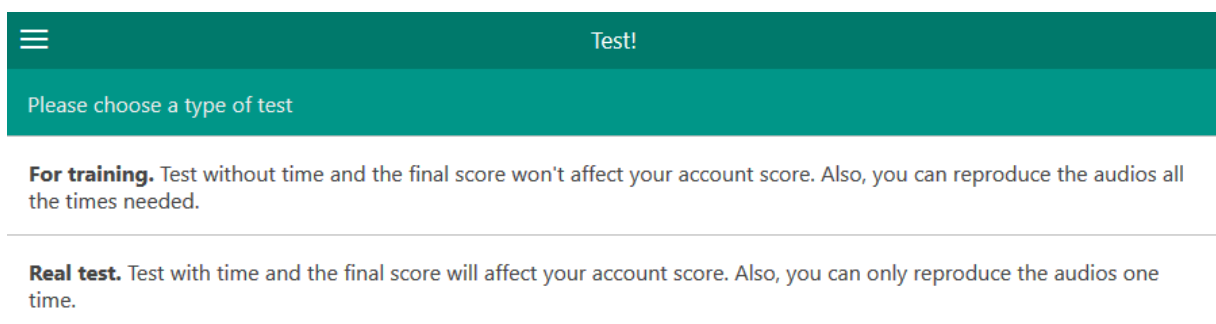 Test!
Please choose a type of test
For training. Test without time and the final score won't affect your account score. Also, you can reproduce the audios all
the times needed.
Real test. Test with time and the final score will affect your account score. Also, you can only reproduce the audios one
time.